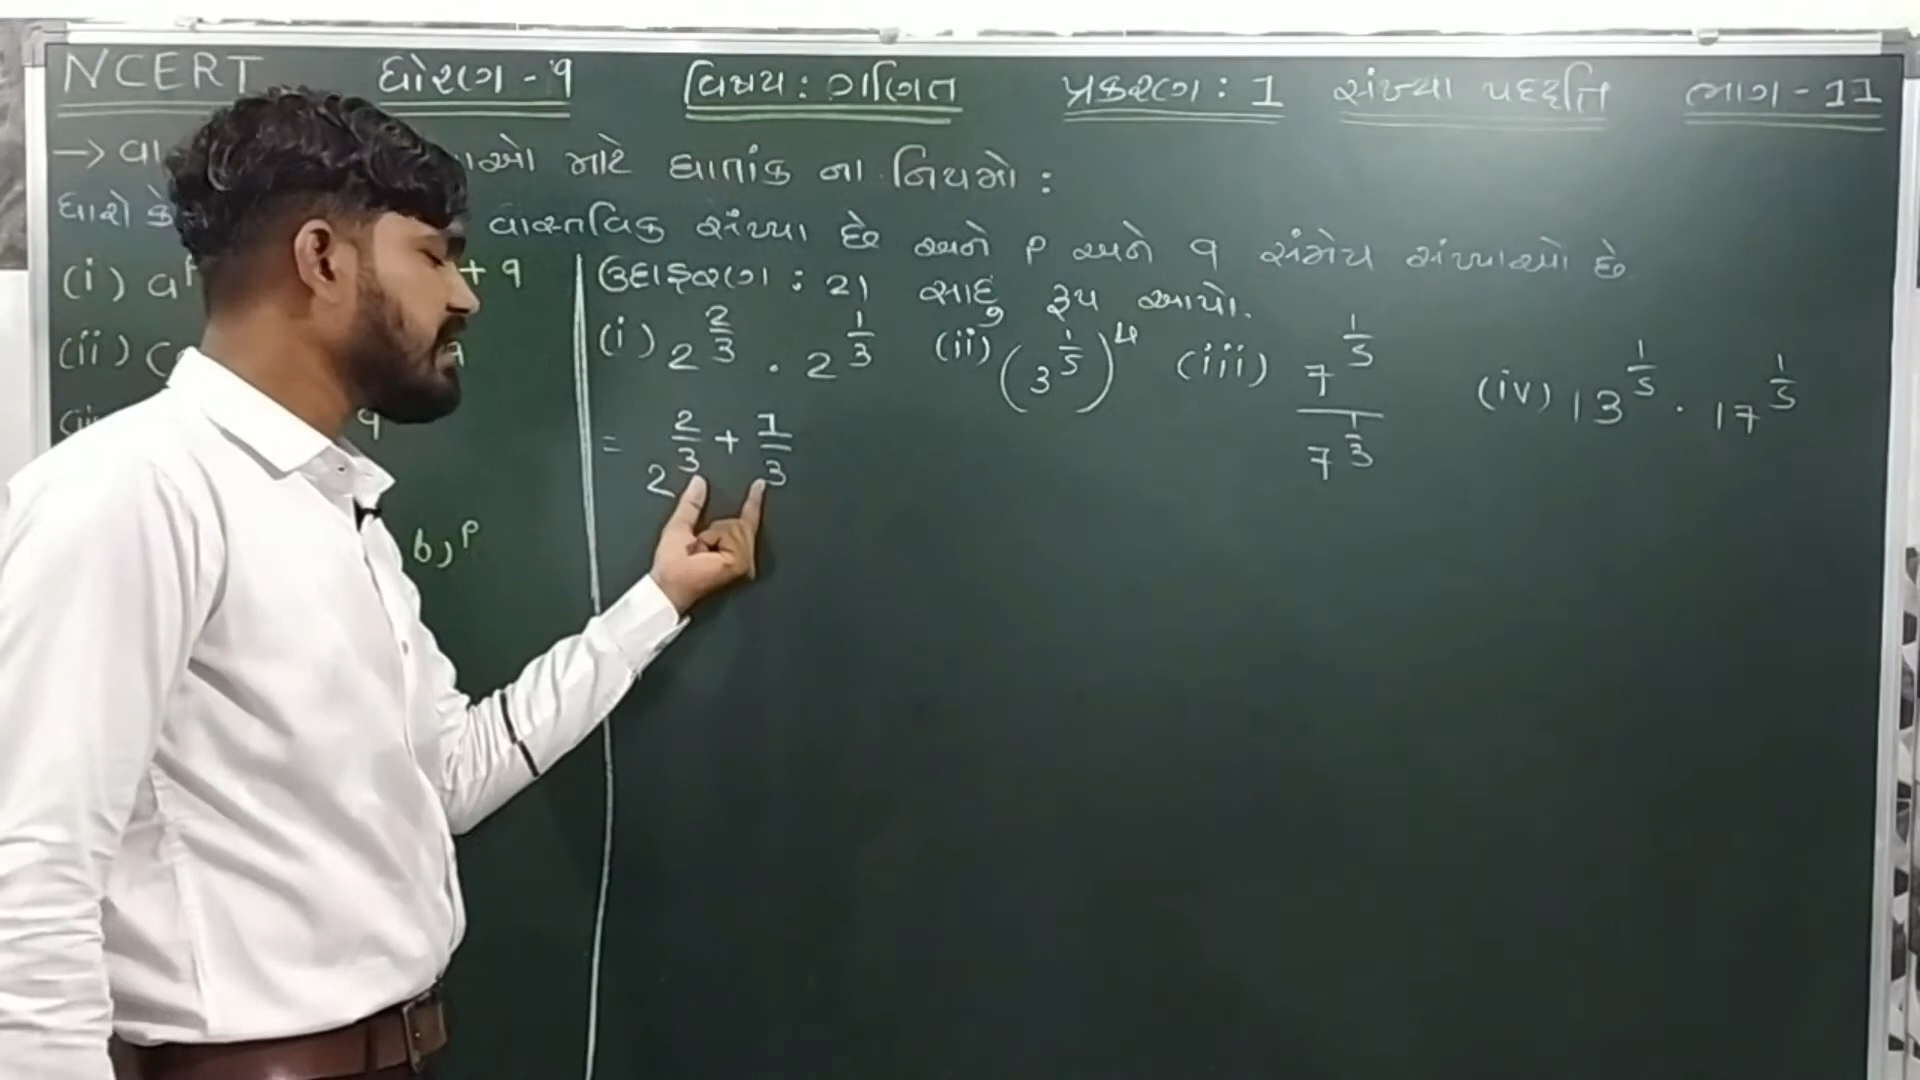 NCERT ધોરણ - 9 વિષય : ગણિત પ્રકરણ : 1 સંખ્યા પદ્દતિ ભાગ - 11
→ વા ઓ માટે ઘાતાંક ના નિયમો :
ધારો કે વાસ્તવિક સંખ્યા છે અને p અને q સંમેય સંખ્યાઓ છે
(i) a + q ઉદાહરણ : 21 સાદું રૂપ આપો.
(ii) (i) 2^(2/3) . 2^(1/3) (ii) (3^(1/5))^4 (iii) 7^(1/5) / 7^(1/3) (iv) 13^(1/5) . 17^(1/5)
q = 2^(2/3 + 1/3)
b)^p